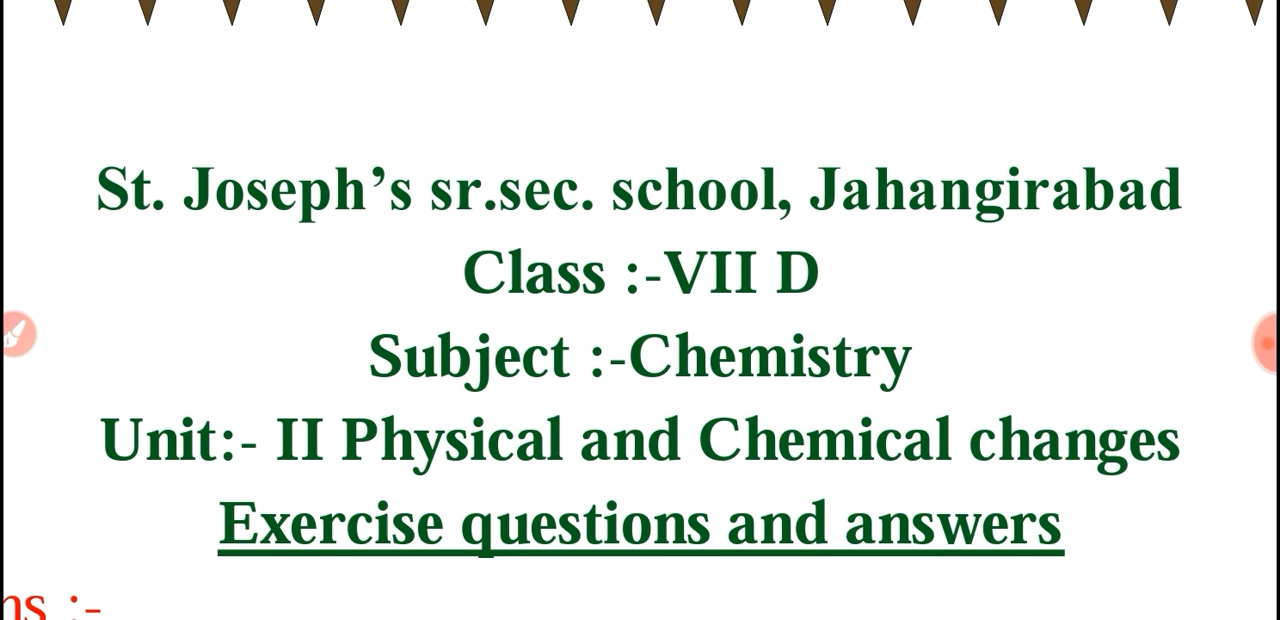 St. Joseph’s sr.sec. school, Jahangirabad
Class :-VII D
Subject :-Chemistry
Unit:- II Physical and Chemical changes
Exercise questions and answers
ns :-